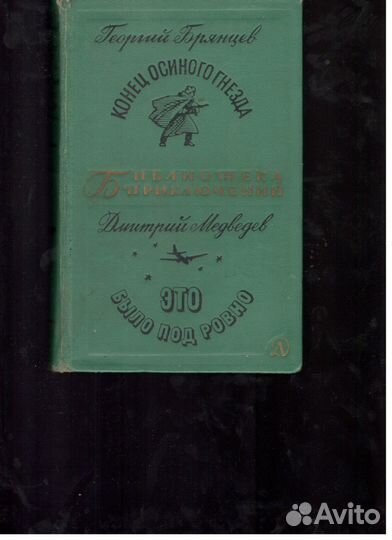 Георгий Брянцев
КОНЕЦ ОСИНОГО ГНЕЗДА
БИБЛИОТЕКА
ПРИКЛЮЧЕНИЙ
Дмитрий Медведев
ЭТО
БЫЛО ПОД РОВНО
Д
Avito